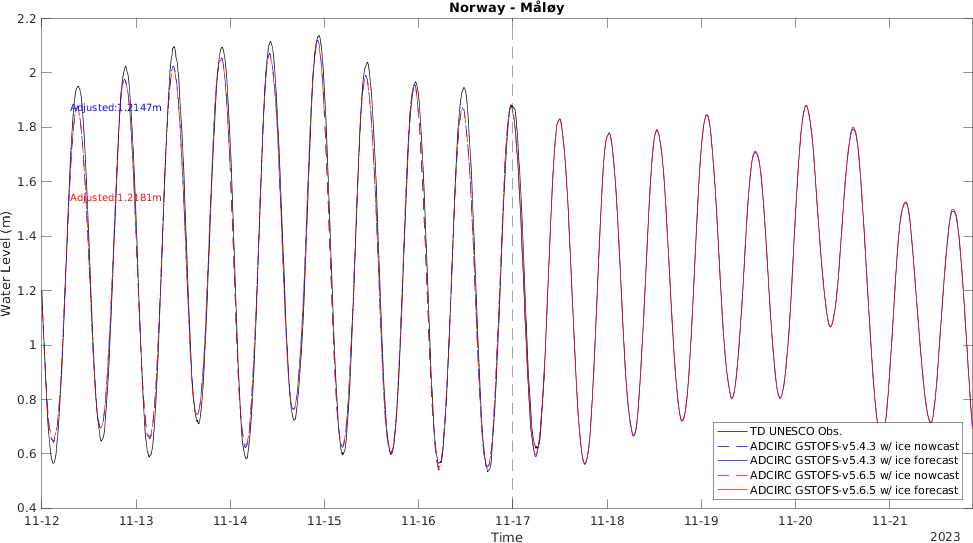 Norway - Måløy
2.2
2
1.8
1.6
1.4
1.2
1
0.8
0.6
0.4
Water Level (m)
Adjusted:1.2147m
Adjusted:1.2181m
TD UNESCO Obs.
ADCIRC GSTOFS-v5.4.3 w/ ice nowcast
ADCIRC GSTOFS-v5.4.3 w/ ice forecast
ADCIRC GSTOFS-v5.6.5 w/ ice nowcast
ADCIRC GSTOFS-v5.6.5 w/ ice forecast
11-12 11-13 11-14 11-15 11-16 11-17 11-18 11-19 11-20 11-21
Time
2023